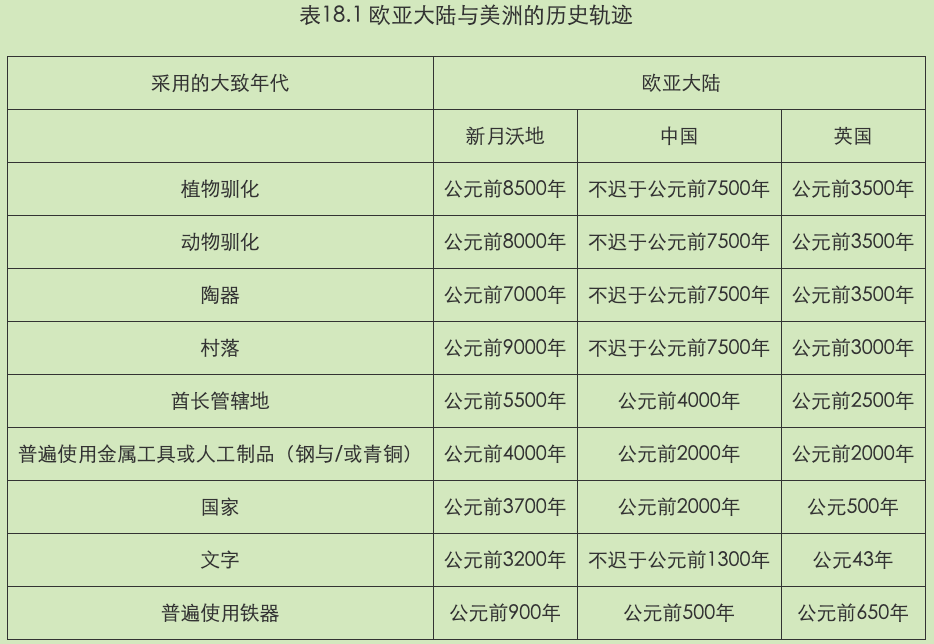 表18.1 欧亚大陆与美洲的历史轨迹
采用的大致年代 欧亚大陆
新月沃地 中国 英国
植物驯化 公元前8500年 不迟于公元前7500年 公元前3500年
动物驯化 公元前8000年 不迟于公元前7500年 公元前3500年
陶器 公元前7000年 不迟于公元前7500年 公元前3500年
村落 公元前9000年 不迟于公元前7500年 公元前3000年
酋长管辖地 公元前5500年 公元前4000年 公元前2500年
普遍使用金属工具或人工制品（钢与/或青铜） 公元前4000年 公元前2000年 公元前2000年
国家 公元前3700年 公元前2000年 公元500年
文字 公元前3200年 不迟于公元前1300年 公元43年
普遍使用铁器 公元前900年 公元前500年 公元前650年